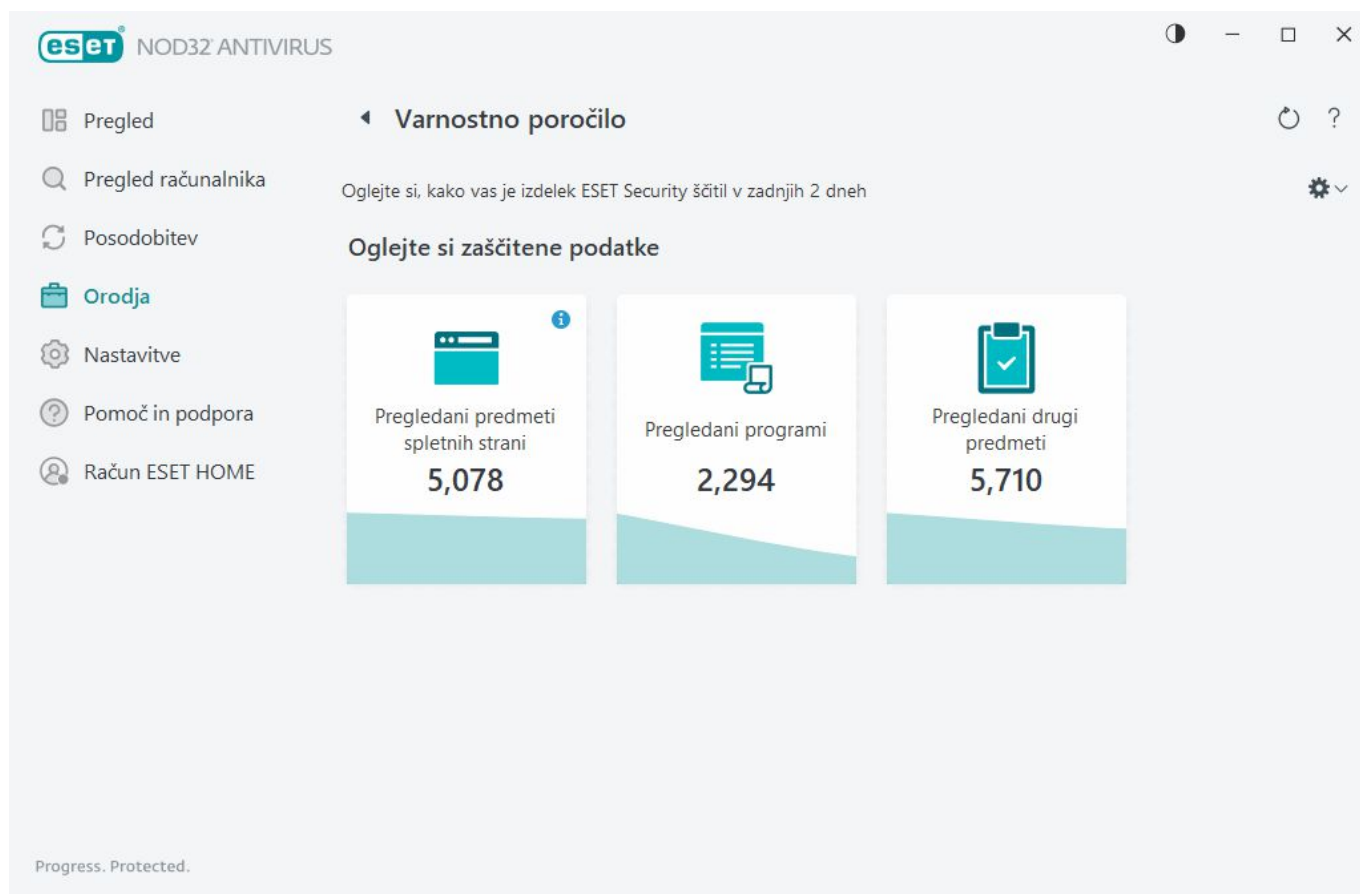 eset® NOD32® ANTIVIRUS
Pregled
Pregled računalnika
Posodobitev
Orodja
Nastavitve
Pomoč in podpora
Račun ESET HOME
Varnostno poročilo
?
Oglejte si, kako vas je izdelek ESET Security ščitil v zadnjih 2 dneh
Oglejte si zaščitene podatke
Pregledani predmeti
spletnih strani
5,078
Pregledani programi
2,294
Pregledani drugi
predmeti
5,710
Progress. Protected.